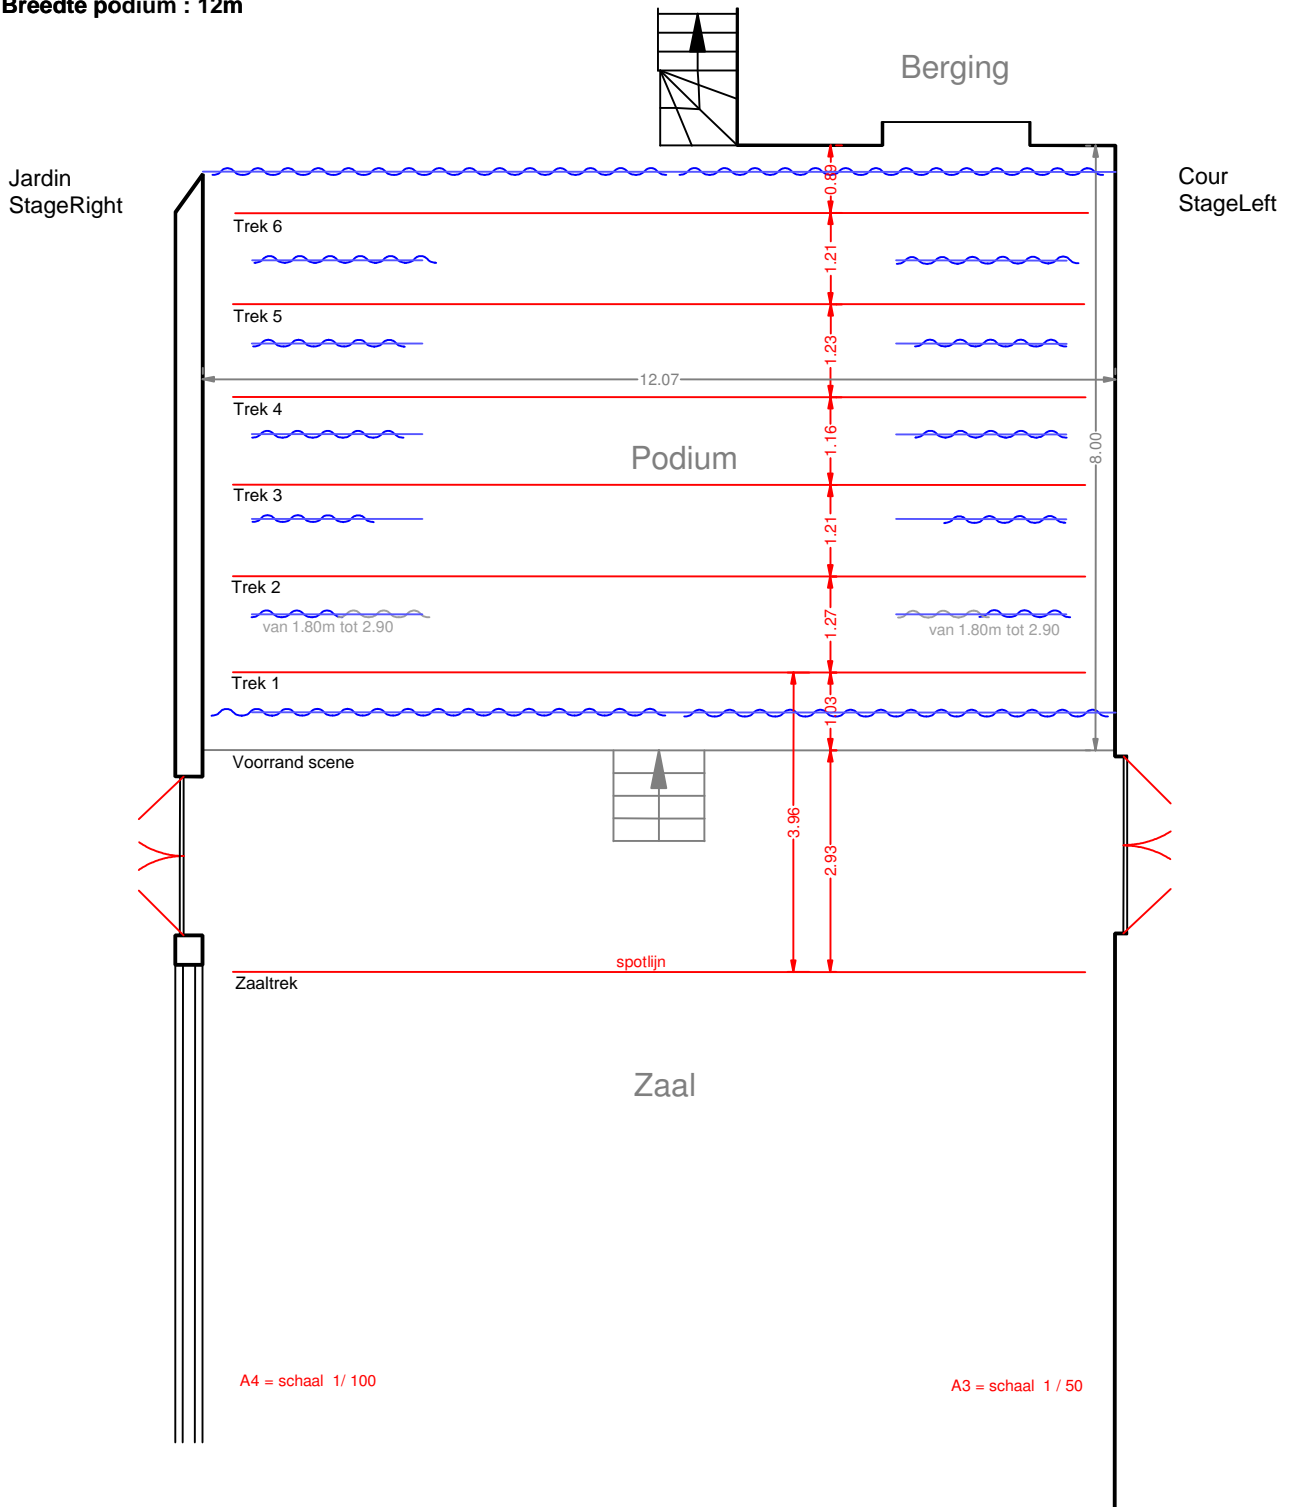 Breedte podium : 12m
Berging
Jardin
StageRight
Cour
StageLeft
0.89
Trek 6
1.21
Trek 5
1.23
12.07
Trek 4
1.16
Podium
8.00
Trek 3
1.21
Trek 2
van 1.80m tot 2.90
van 1.80m tot 2.90
1.27
Trek 1
1.03
Voorrand scene
3.96
2.93
spotlijn
Zaaltrek
Zaal
A4 = schaal 1/ 100
A3 = schaal 1 / 50